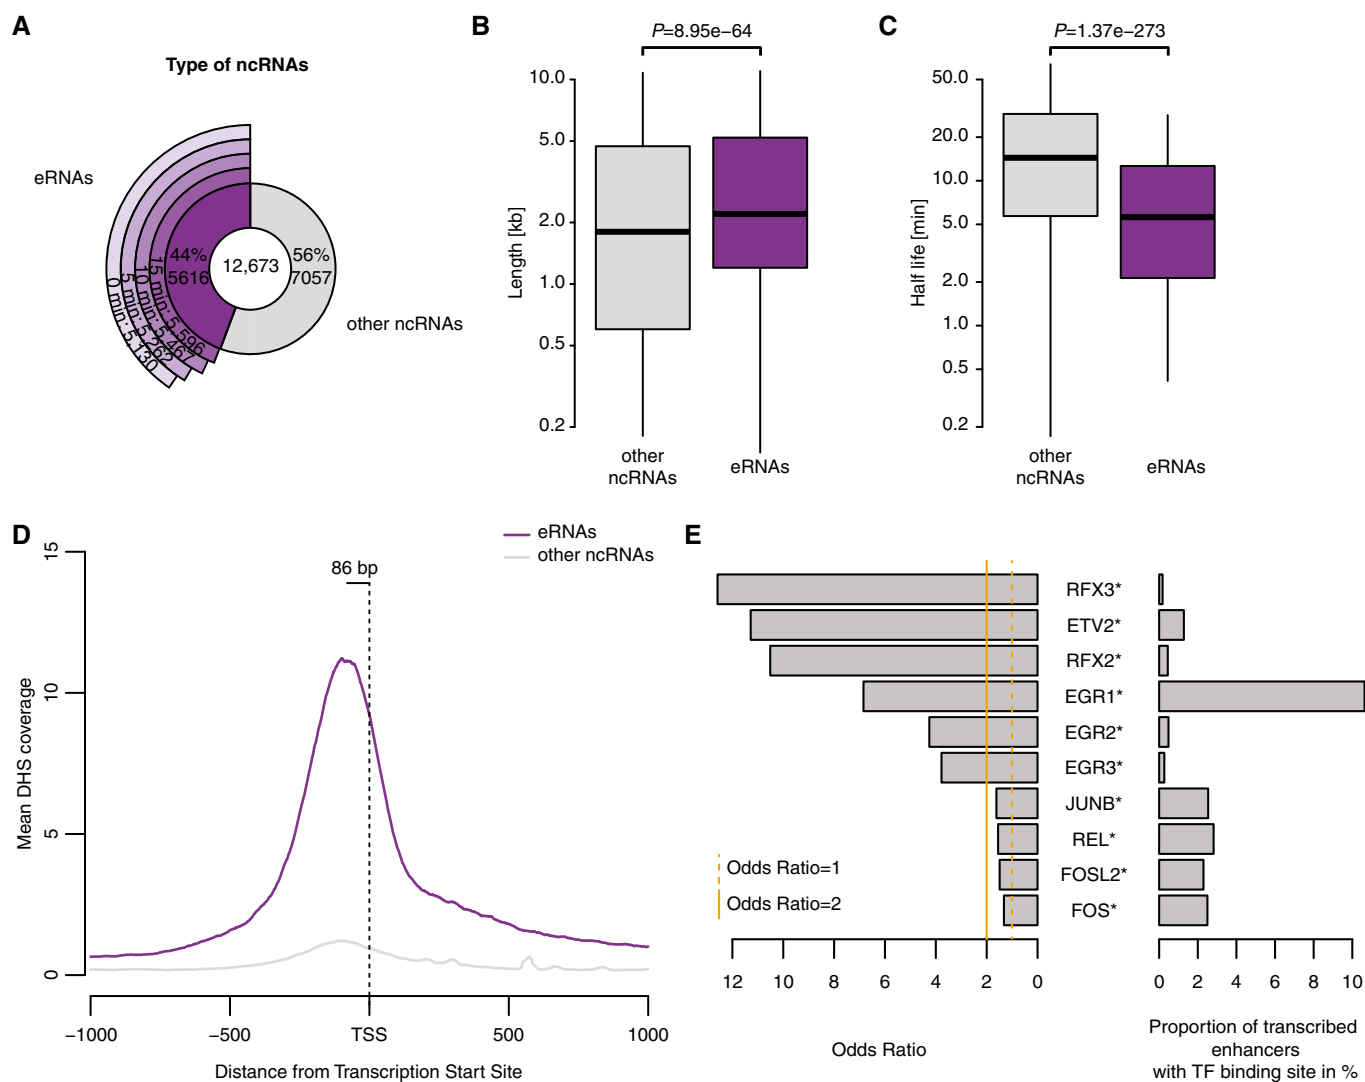 A
Type of ncRNAs
eRNAs
44%
5616
12,673
56%
7057
other ncRNAs
15 min: 5,596
10 min: 5,467
5 min: 5,262
0 min: 5,130
B
P=8.95e−64
10.0
5.0
2.0
1.0
0.5
0.2
Length [kb]
other
ncRNAs
eRNAs
C
P=1.37e−273
50.0
20.0
10.0
5.0
2.0
1.0
0.5
0.2
Half life [min]
other
ncRNAs
eRNAs
D
eRNAs
other ncRNAs
86 bp
15
10
5
0
Mean DHS coverage
−1000
−500
TSS
500
1000
Distance from Transcription Start Site
E
RFX3*
ETV2*
RFX2*
EGR1*
EGR2*
EGR3*
JUNB*
REL*
FOSL2*
FOS*
Odds Ratio=1
Odds Ratio=2
12 10 8 6 4 2 0
Odds Ratio
0 2 4 6 8 10
Proportion of transcribed
enhancers
with TF binding site in %